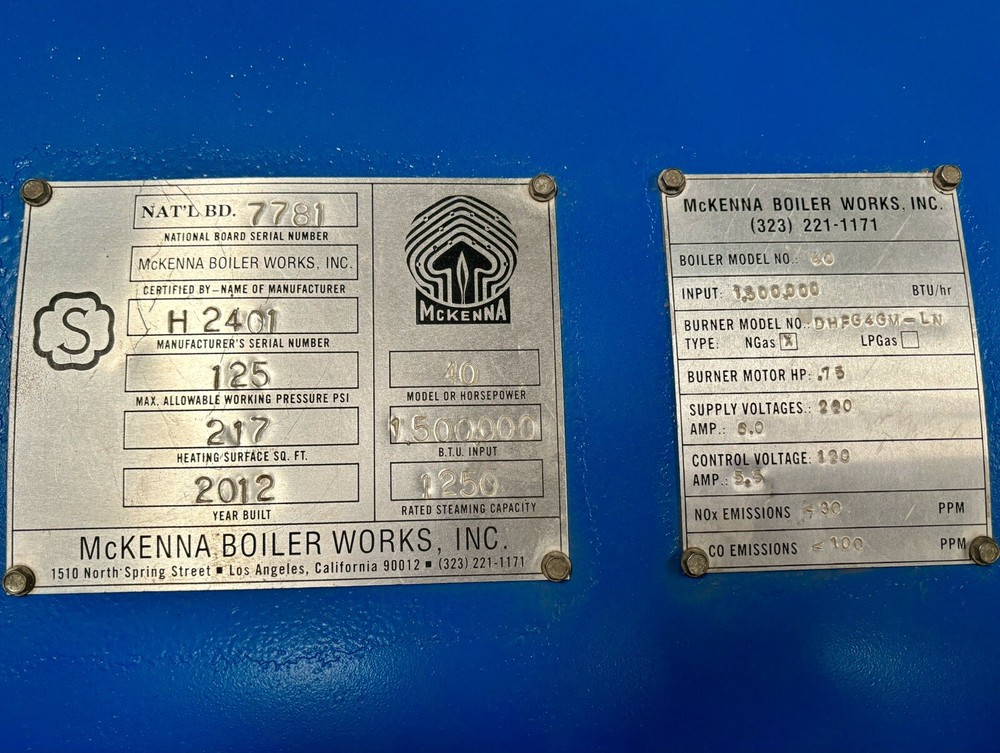 NAT'L BD. 7781
NATIONAL BOARD SERIAL NUMBER
McKENNA BOILER WORKS, INC.
CERTIFIED BY—NAME OF MANUFACTURER
S
H 2401
MANUFACTURER'S SERIAL NUMBER
125
MAX. ALLOWABLE WORKING PRESSURE PSI
217
HEATING SURFACE SQ. FT.
2012
YEAR BUILT
McKENNA
40
MODEL OR HORSEPOWER
1,500000
B.T.U. INPUT
1250
RATED STEAMING CAPACITY
McKENNA BOILER WORKS, INC.
1510 North Spring Street ■ Los Angeles, California 90012 ■ (323) 221-1171
McKENNA BOILER WORKS, INC.
(323) 221-1171
BOILER MODEL NO.:
INPUT: BTU/hr
BURNER MODEL NO.:
TYPE: NGas X LPGas
BURNER MOTOR HP: .75
SUPPLY VOLTAGES.:
AMP.:
CONTROL VOLTAGE: 120
AMP.: 5.5
NOx EMISSIONS <30 PPM
CO EMISSIONS <100 PPM